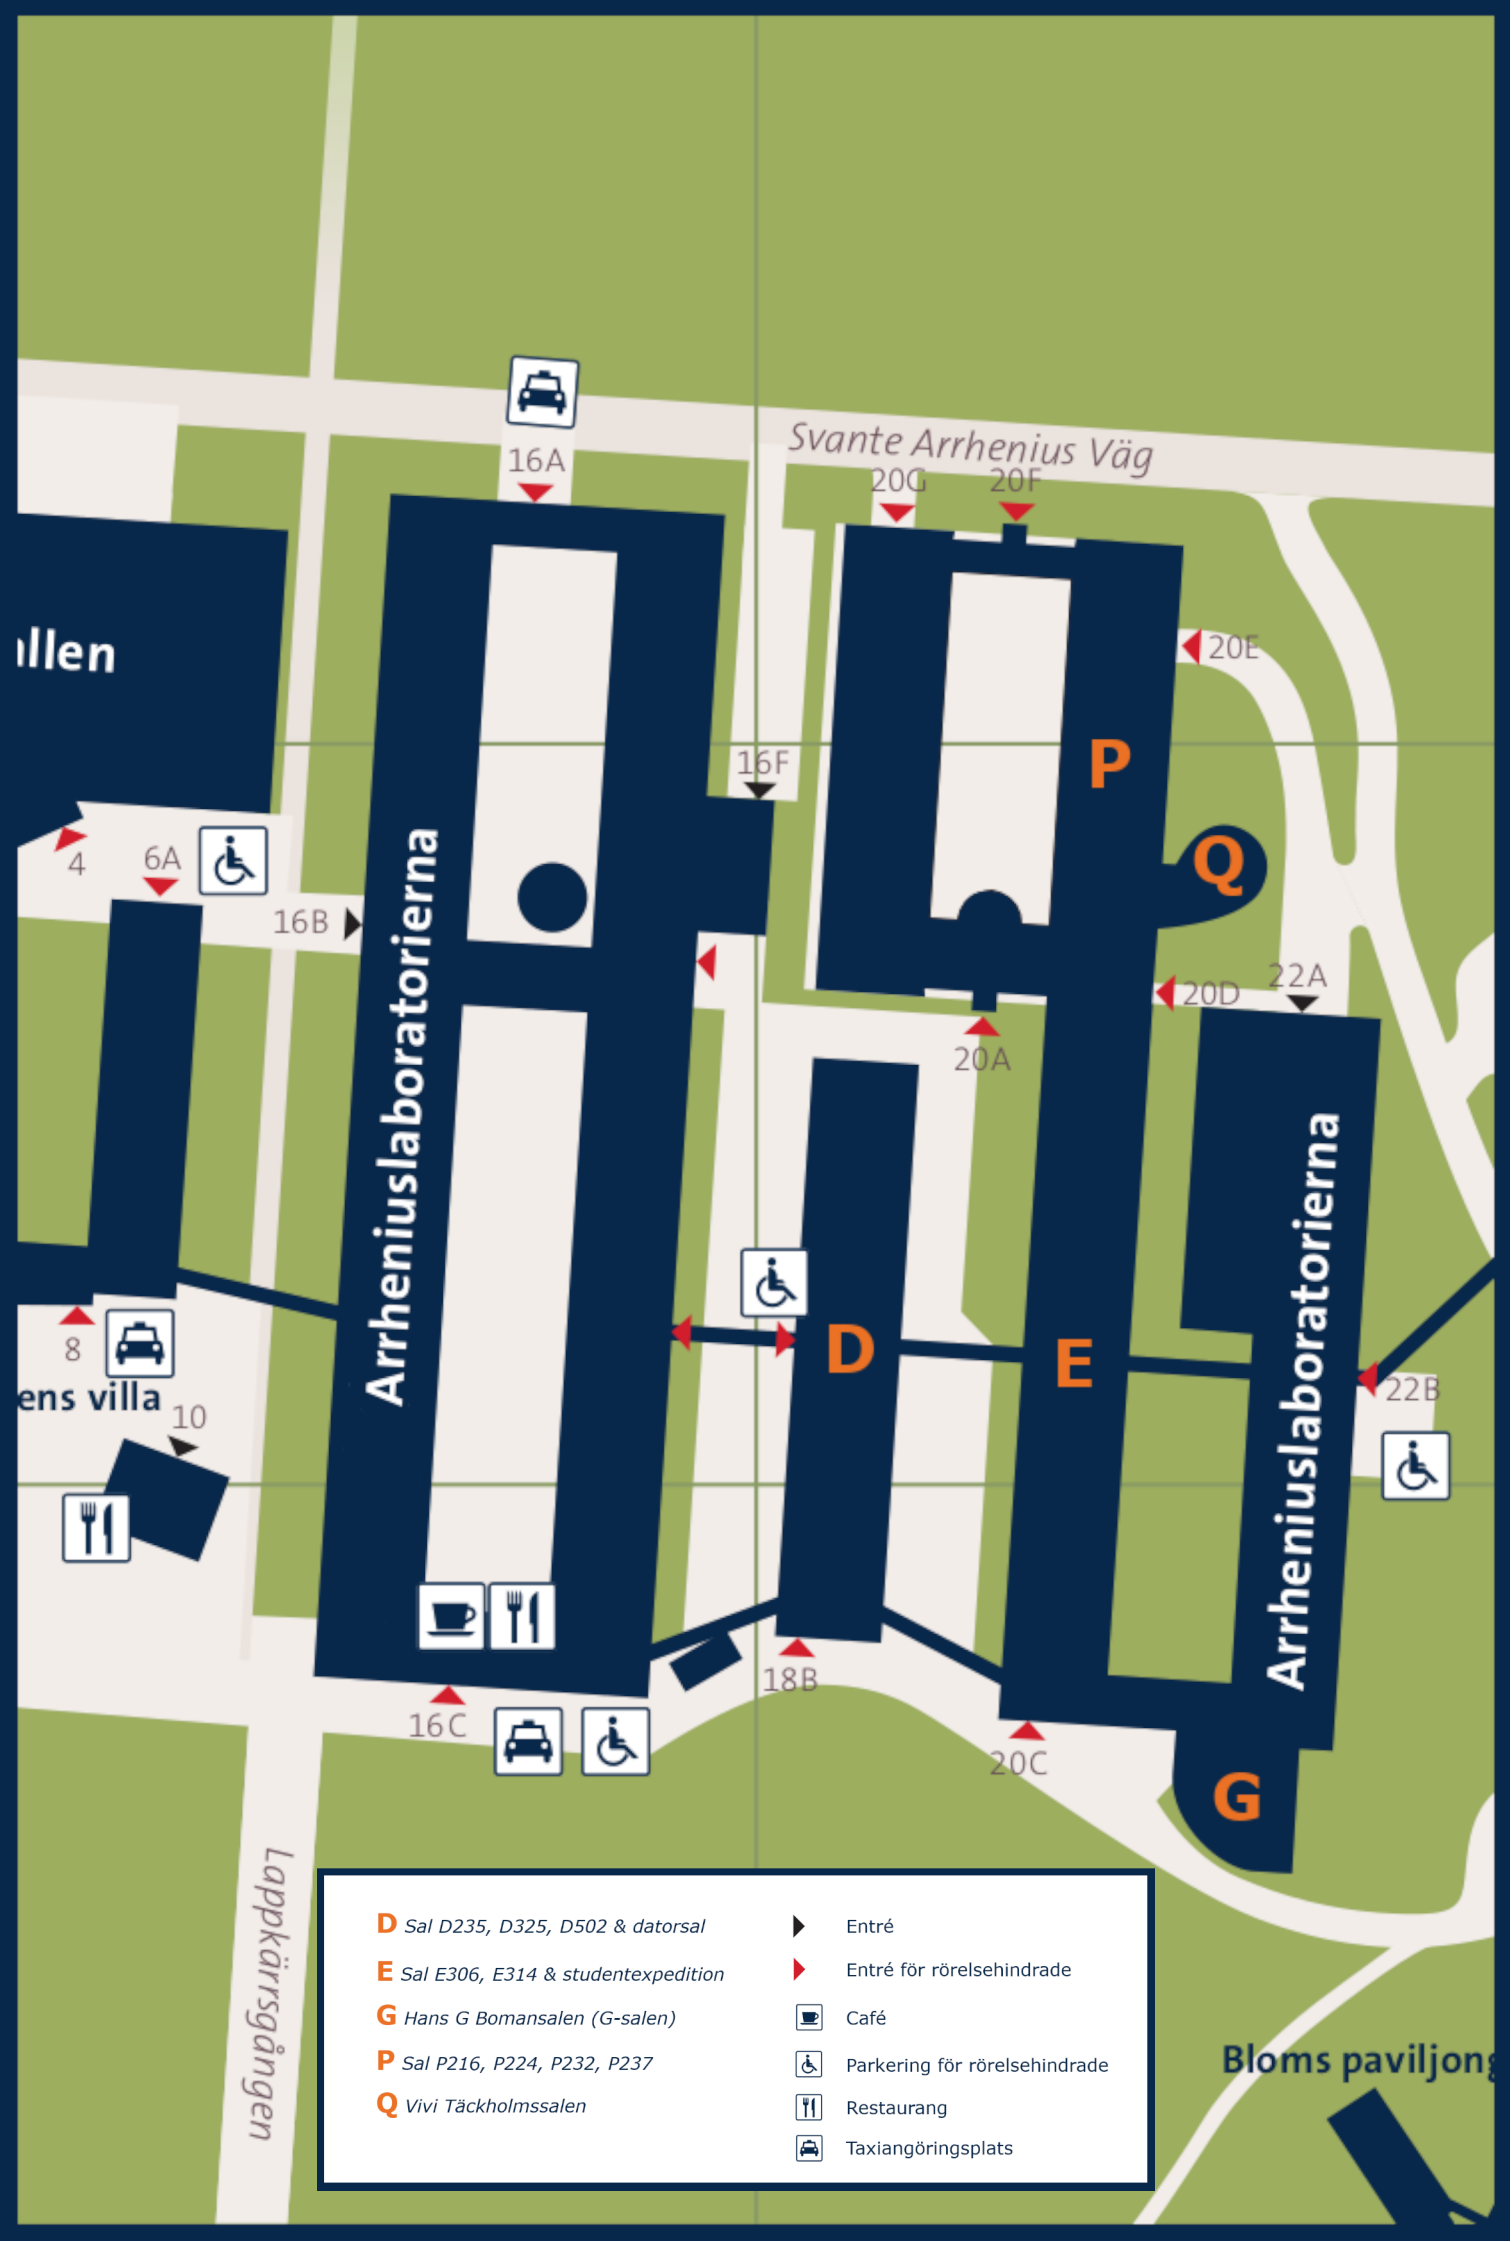 Svante Arrhenius Väg
16A
20G
20F
20E
allen
P
16F
Q
4
6A
16B
Arrheniuslaboratorierna
20D
22A
20A
Arrheniuslaboratorierna
D
E
8
22B
ens villa
10
18B
16C
20C
G
Lappkärrsgången
D Sal D235, D325, D502 & datorsal
E Sal E306, E314 & studentexpedition
G Hans G Bomansalen (G-salen)
P Sal P216, P224, P232, P237
Q Vivi Täckholmssalen
Entré
Entré för rörelsehindrade
Café
Parkering för rörelsehindrade
Restaurang
Taxiangöringsplats
Bloms paviljong